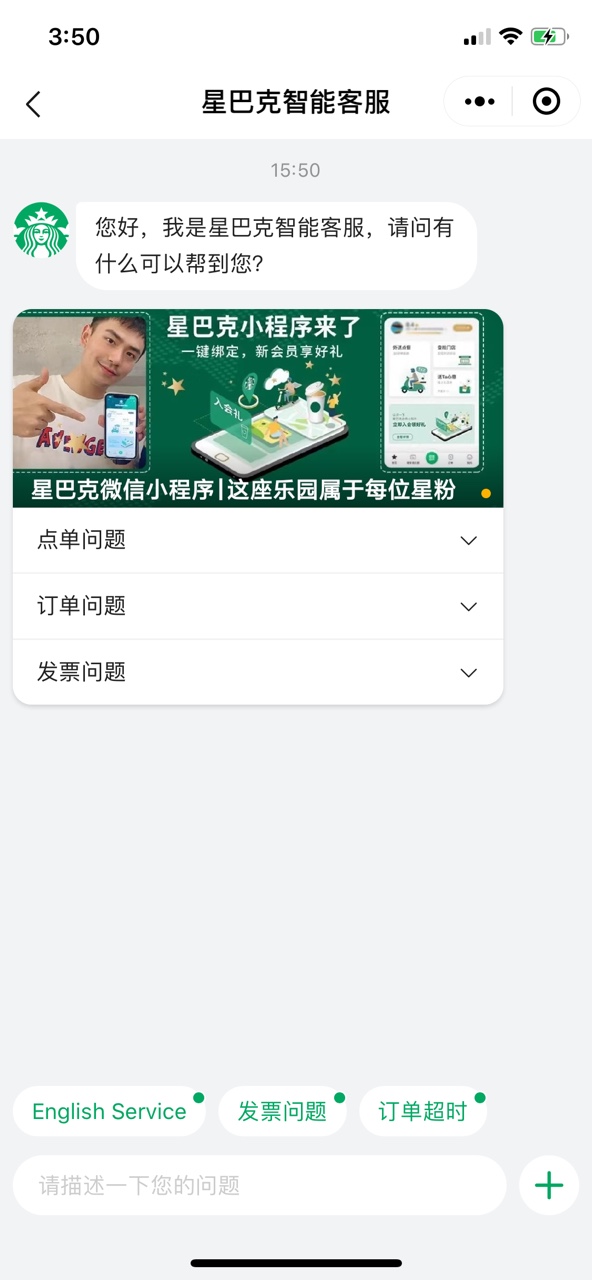 3:50
星巴克智能客服
15:50
您好，我是星巴克智能客服，请问有
什么可以帮到您？
星巴克小程序来了
一键绑定，新会员享好礼
入会礼
星巴克微信小程序|这座乐园属于每位星粉
点单问题
订单问题
发票问题
English Service
发票问题
订单超时
请描述一下您的问题